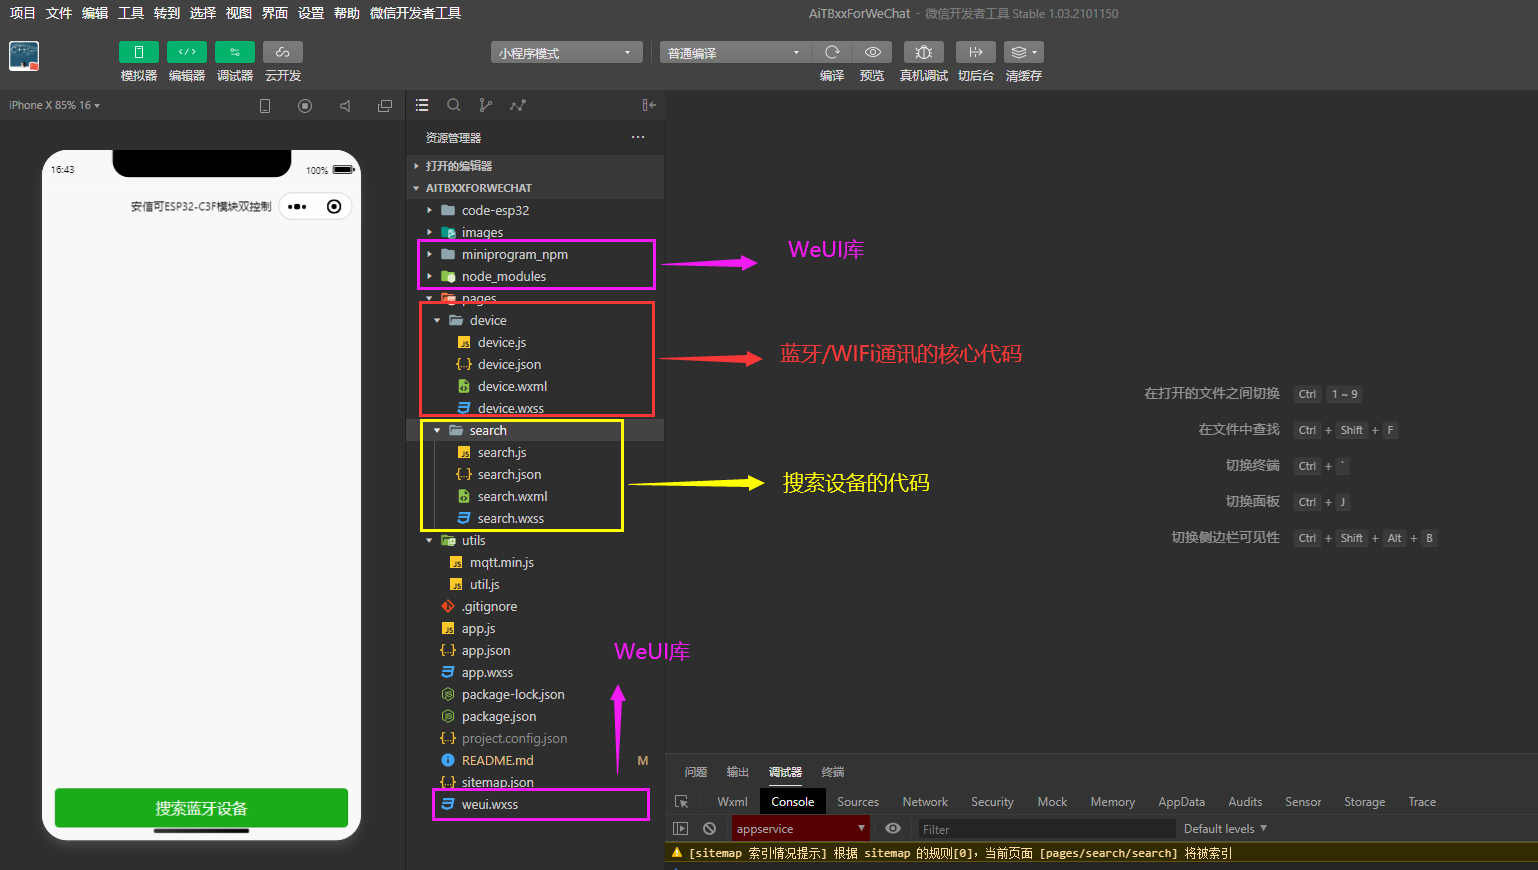 项目 文件 编辑 工具 转到 选择 视图 界面 设置 帮助 微信开发者工具
AiTBxxForWeChat - 微信开发者工具 Stable 1.03.2101150
小程序模式
普通编译
模拟器 编辑器 调试器 云开发
编译 预览 真机调试 切后台 清缓存
iPhone X 85% 16
16:43
100%
安信可ESP32-C3F模块双控制
搜索蓝牙设备
资源管理器
打开的编辑器
AITBXXFORWECHAT
code-esp32
images
miniprogram_npm
node_modules
pages
device
device.js
device.json
device.wxml
device.wxss
search
search.js
search.json
search.wxml
search.wxss
utils
mqtt.min.js
util.js
.gitignore
app.js
app.json
app.wxss
package-lock.json
package.json
project.config.json
README.md M
sitemap.json
weui.wxss
WeUI库
蓝牙/WIFi通讯的核心代码
搜索设备的代码
WeUI库
在打开的文件之间切换 Ctrl 1 ~ 9
在文件中查找 Ctrl + Shift + F
切换终端 Ctrl + `
切换面板 Ctrl + J
切换侧边栏可见性 Ctrl + Shift + Alt + B
问题 输出 调试器 终端
Wxml Console Sources Network Security Mock Memory AppData Audits Sensor Storage Trace
appservice Filter Default levels
[sitemap 索引情况提示] 根据 sitemap 的规则[0]，当前页面 [pages/search/search] 将被索引